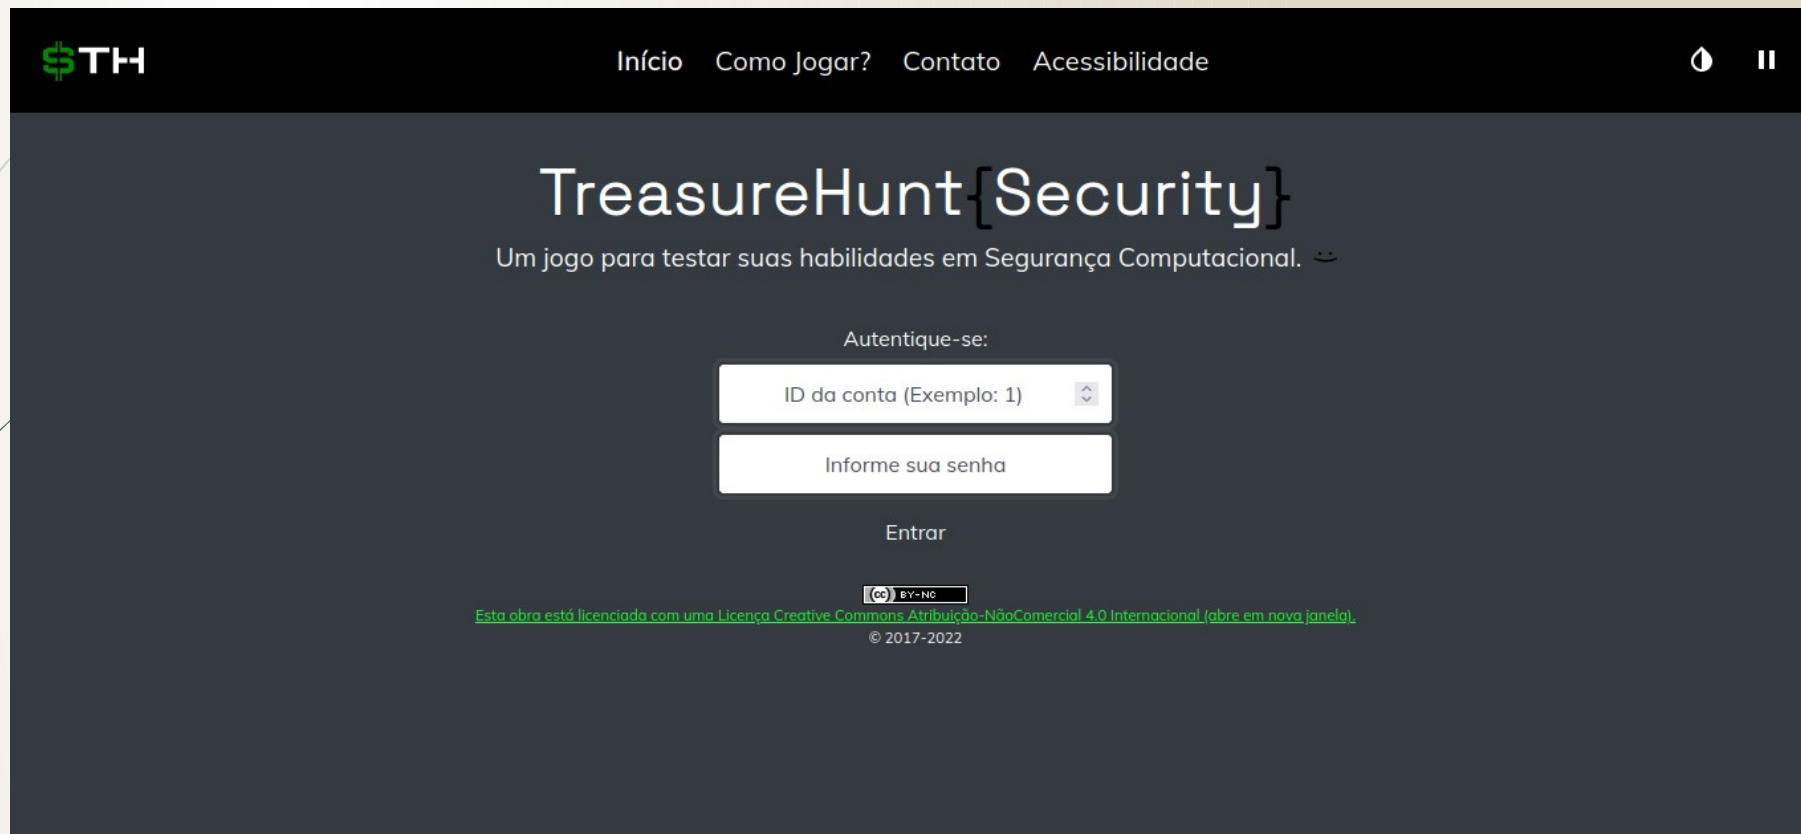 $TH
Início Como Jogar? Contato Acessibilidade
TreasureHunt{Security}
Um jogo para testar suas habilidades em Segurança Computacional. :)
Autentique-se:
ID da conta (Exemplo: 1)
Informe sua senha
Entrar
(cc) BY-NC
Esta obra está licenciada com uma Licença Creative Commons Atribuição-NãoComercial 4.0 Internacional (abre em nova janela).
© 2017-2022